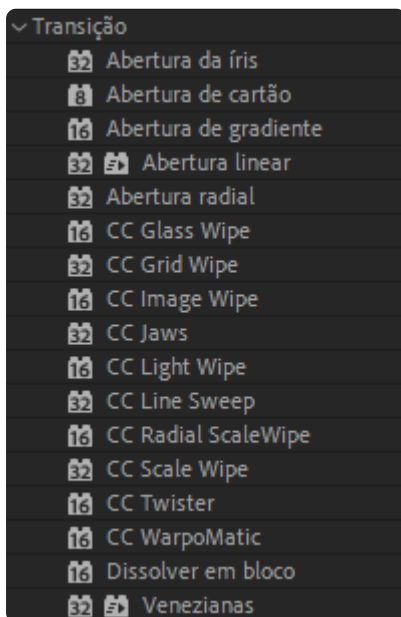 Transição
32 Abertura da íris
8 Abertura de cartão
16 Abertura de gradiente
32 Abertura linear
32 Abertura radial
16 CC Glass Wipe
32 CC Grid Wipe
16 CC Image Wipe
32 CC Jaws
16 CC Light Wipe
32 CC Line Sweep
16 CC Radial ScaleWipe
32 CC Scale Wipe
16 CC Twister
16 CC WarpoMatic
16 Dissolver em bloco
32 Venezianas